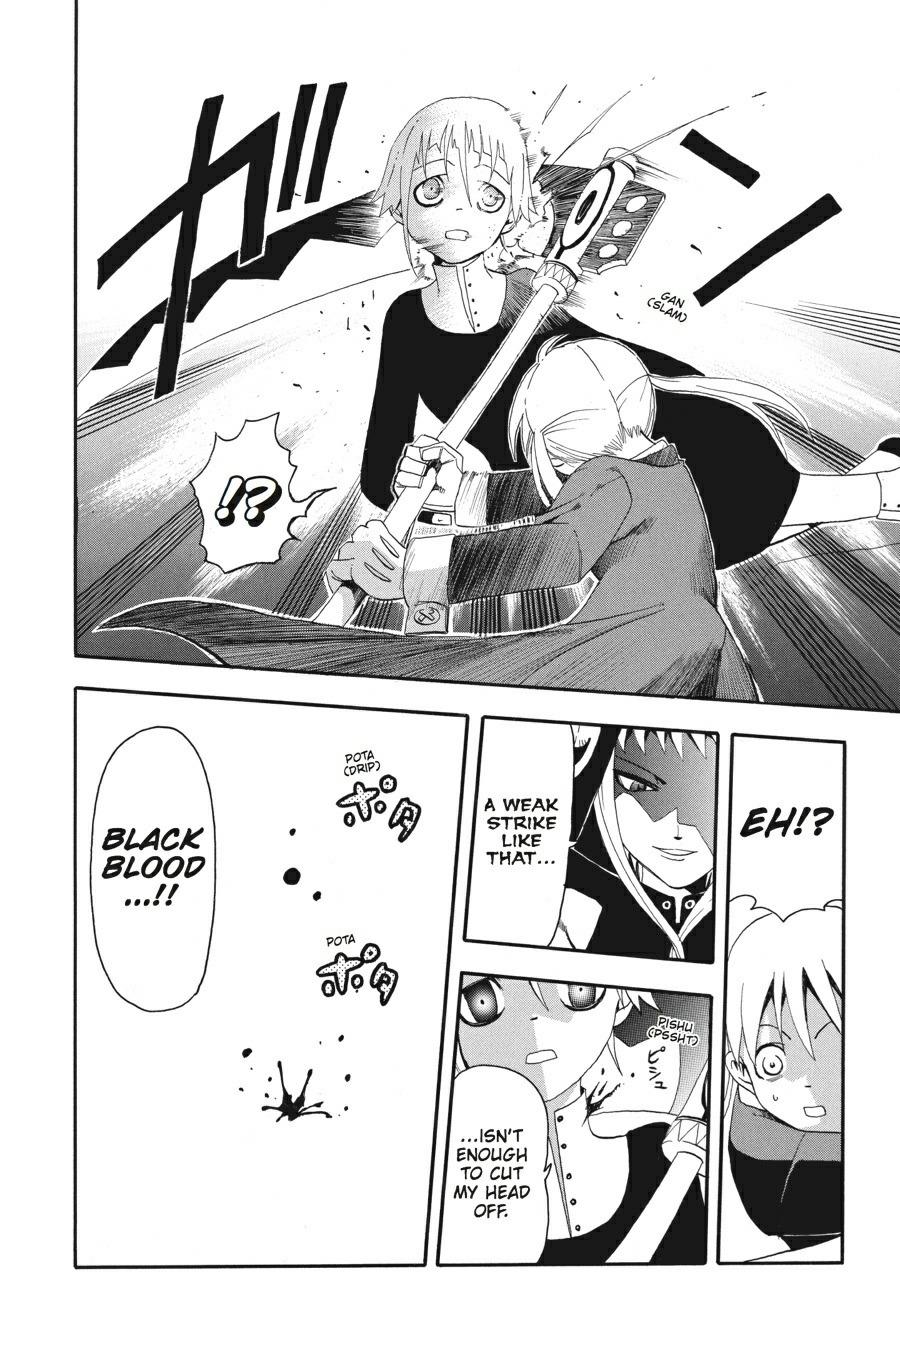 ガン
GAN
(SLAM)
!?
EH!?
A WEAK
STRIKE
LIKE
THAT...
PISHU
(PSSHT)
ピシュ
...ISN'T
ENOUGH
TO CUT
MY HEAD
OFF.
POTA
(DRIP)
ポタ
POTA
ポタ
BLACK
BLOOD
...!!